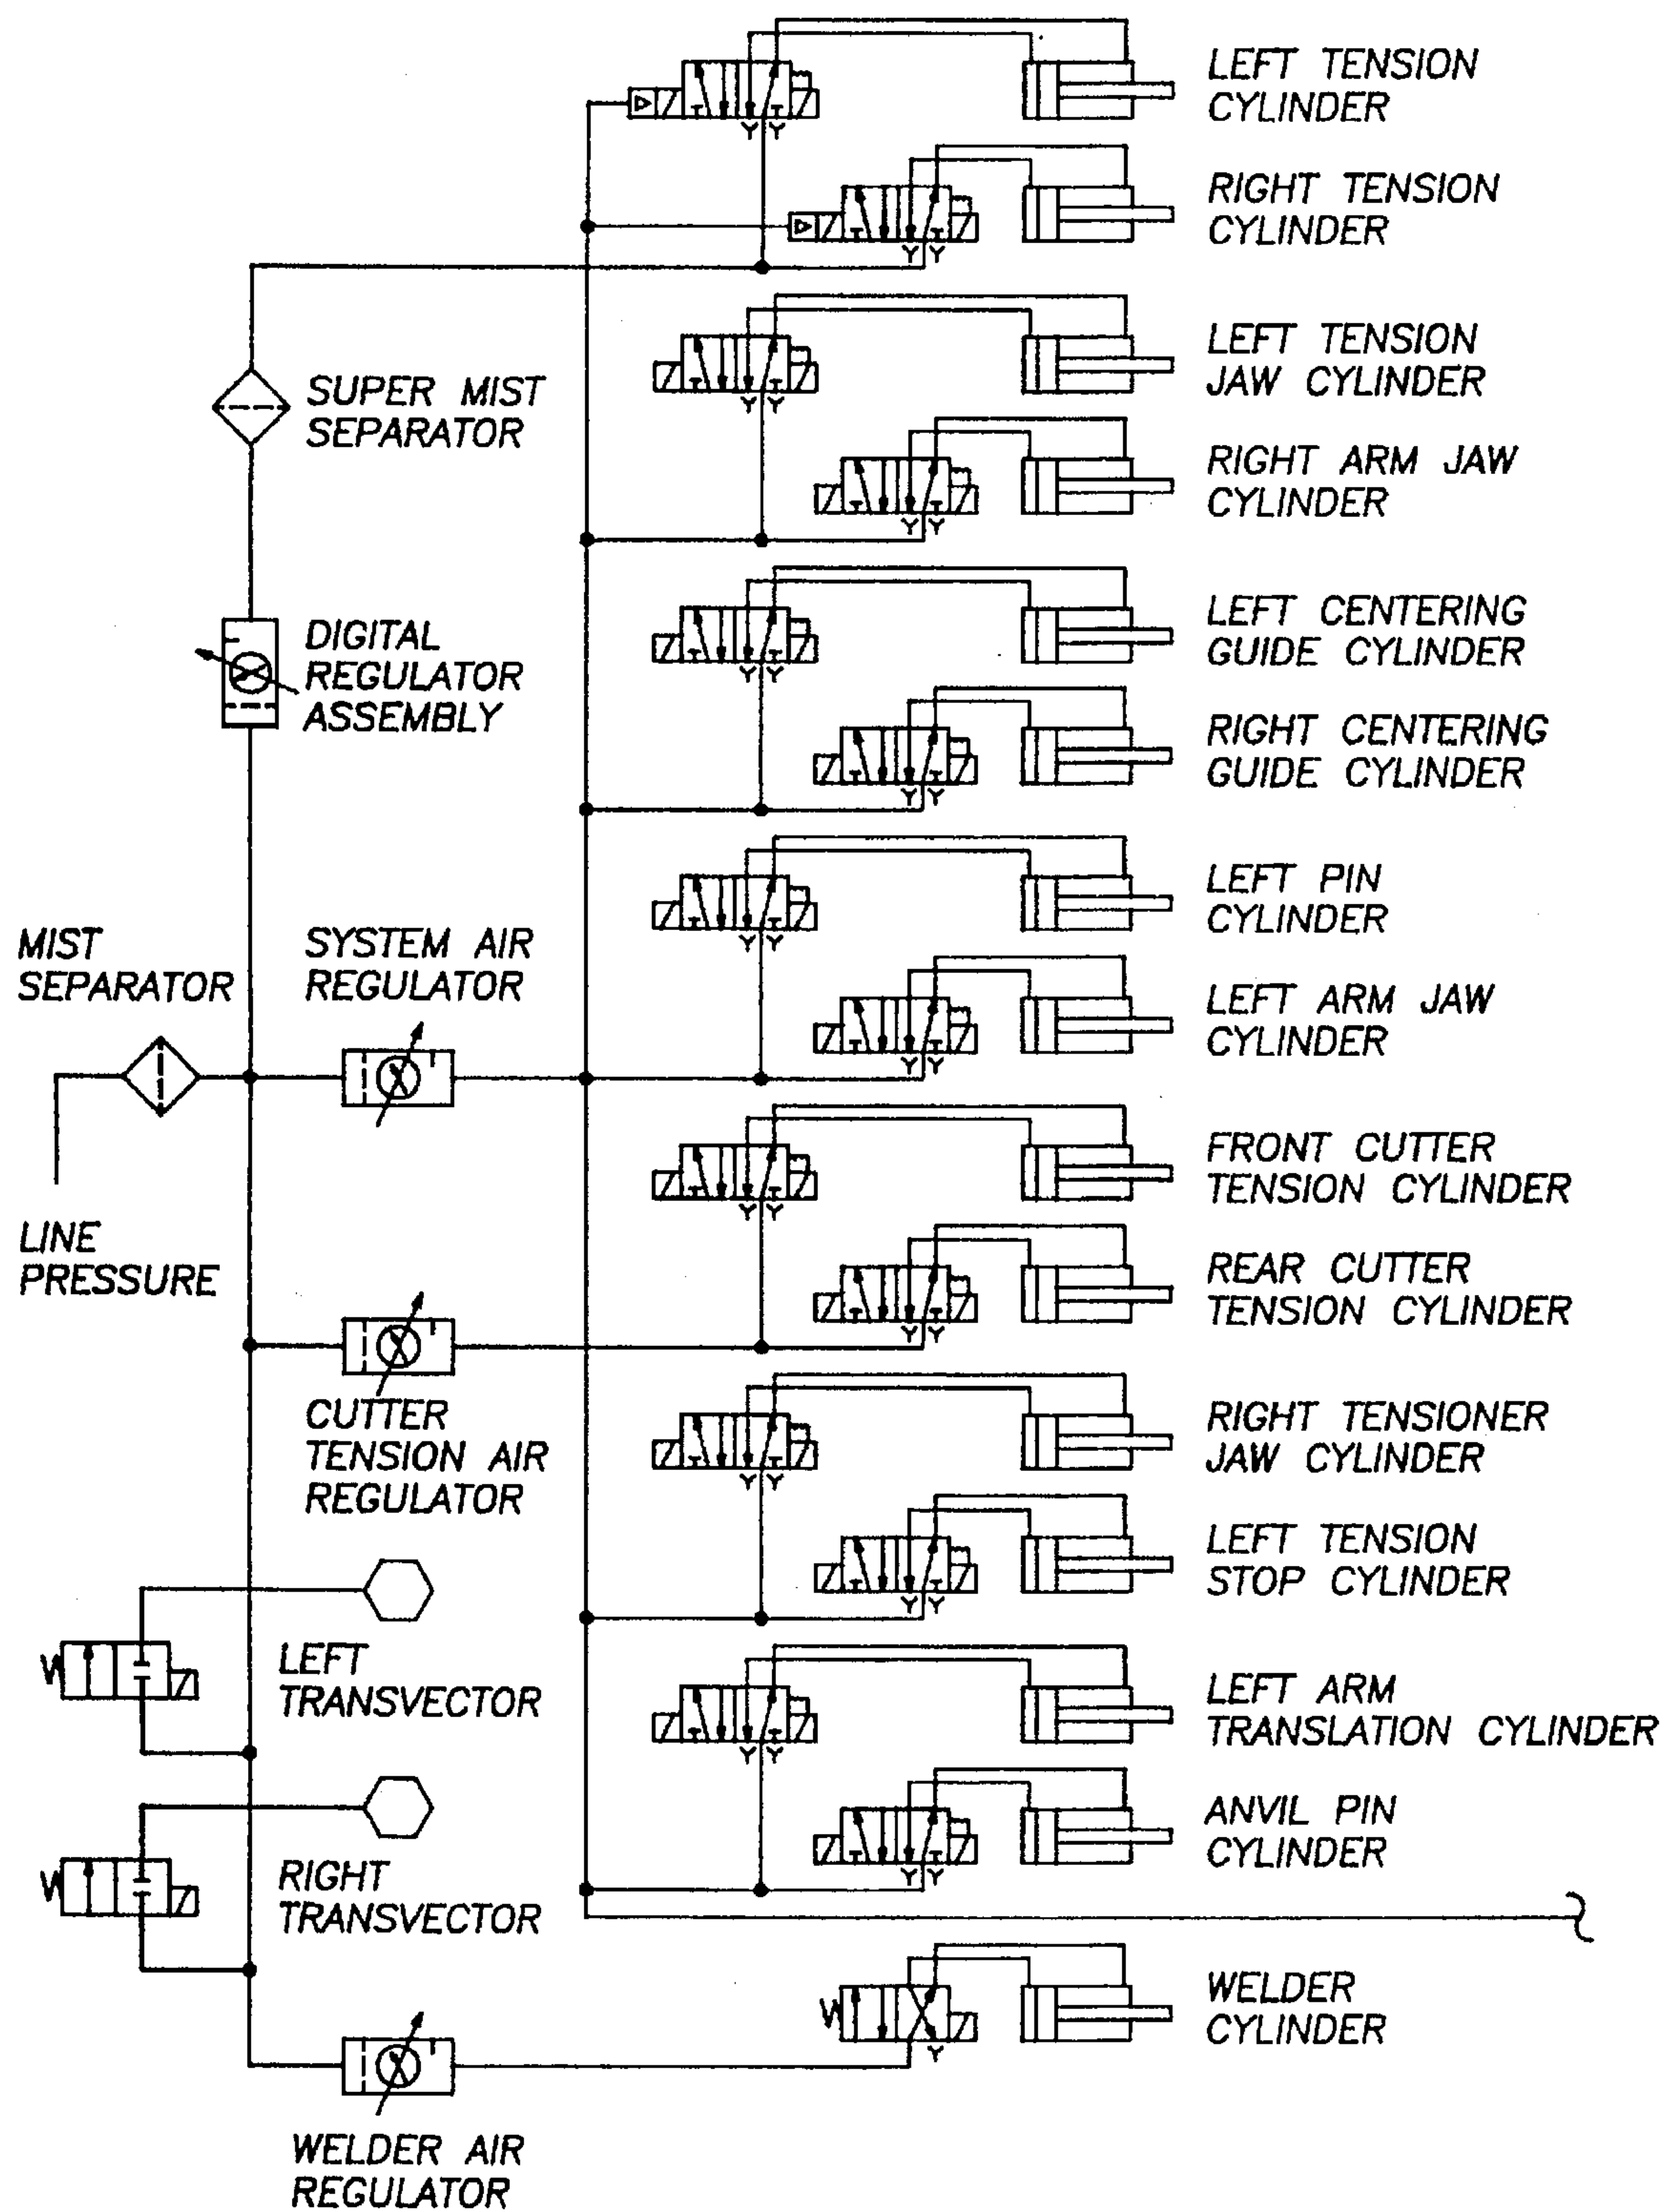 LEFT TENSION
CYLINDER
RIGHT TENSION
CYLINDER
LEFT TENSION
JAW CYLINDER
SUPER MIST
SEPARATOR
RIGHT ARM JAW
CYLINDER
LEFT CENTERING
GUIDE CYLINDER
DIGITAL
REGULATOR
ASSEMBLY
RIGHT CENTERING
GUIDE CYLINDER
LEFT PIN
CYLINDER
MIST
SEPARATOR
SYSTEM AIR
REGULATOR
LEFT ARM JAW
CYLINDER
FRONT CUTTER
TENSION CYLINDER
LINE
PRESSURE
REAR CUTTER
TENSION CYLINDER
CUTTER
TENSION AIR
REGULATOR
RIGHT TENSIONER
JAW CYLINDER
LEFT TENSION
STOP CYLINDER
LEFT
TRANSVECTOR
LEFT ARM
TRANSLATION CYLINDER
ANVIL PIN
CYLINDER
RIGHT
TRANSVECTOR
WELDER
CYLINDER
WELDER AIR
REGULATOR